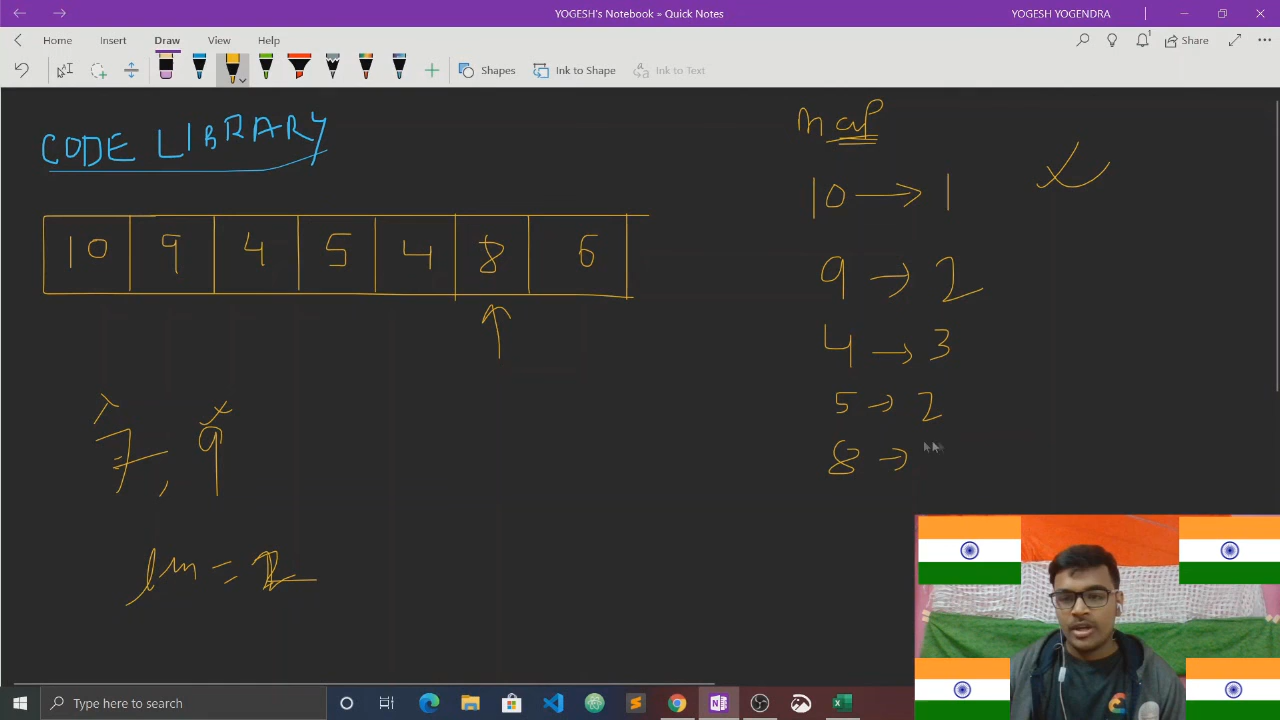 YOGESH's Notebook » Quick Notes
YOGESH YOGENDRA
Home Insert Draw View Help
Share
Shapes
Ink to Shape
Ink to Text
CODE LIBRARY
Map
10 9 4 5 4 8 6
10 → 1
9 → 2
4 → 3
5 → 2
8 →
7, 9
Type here to search